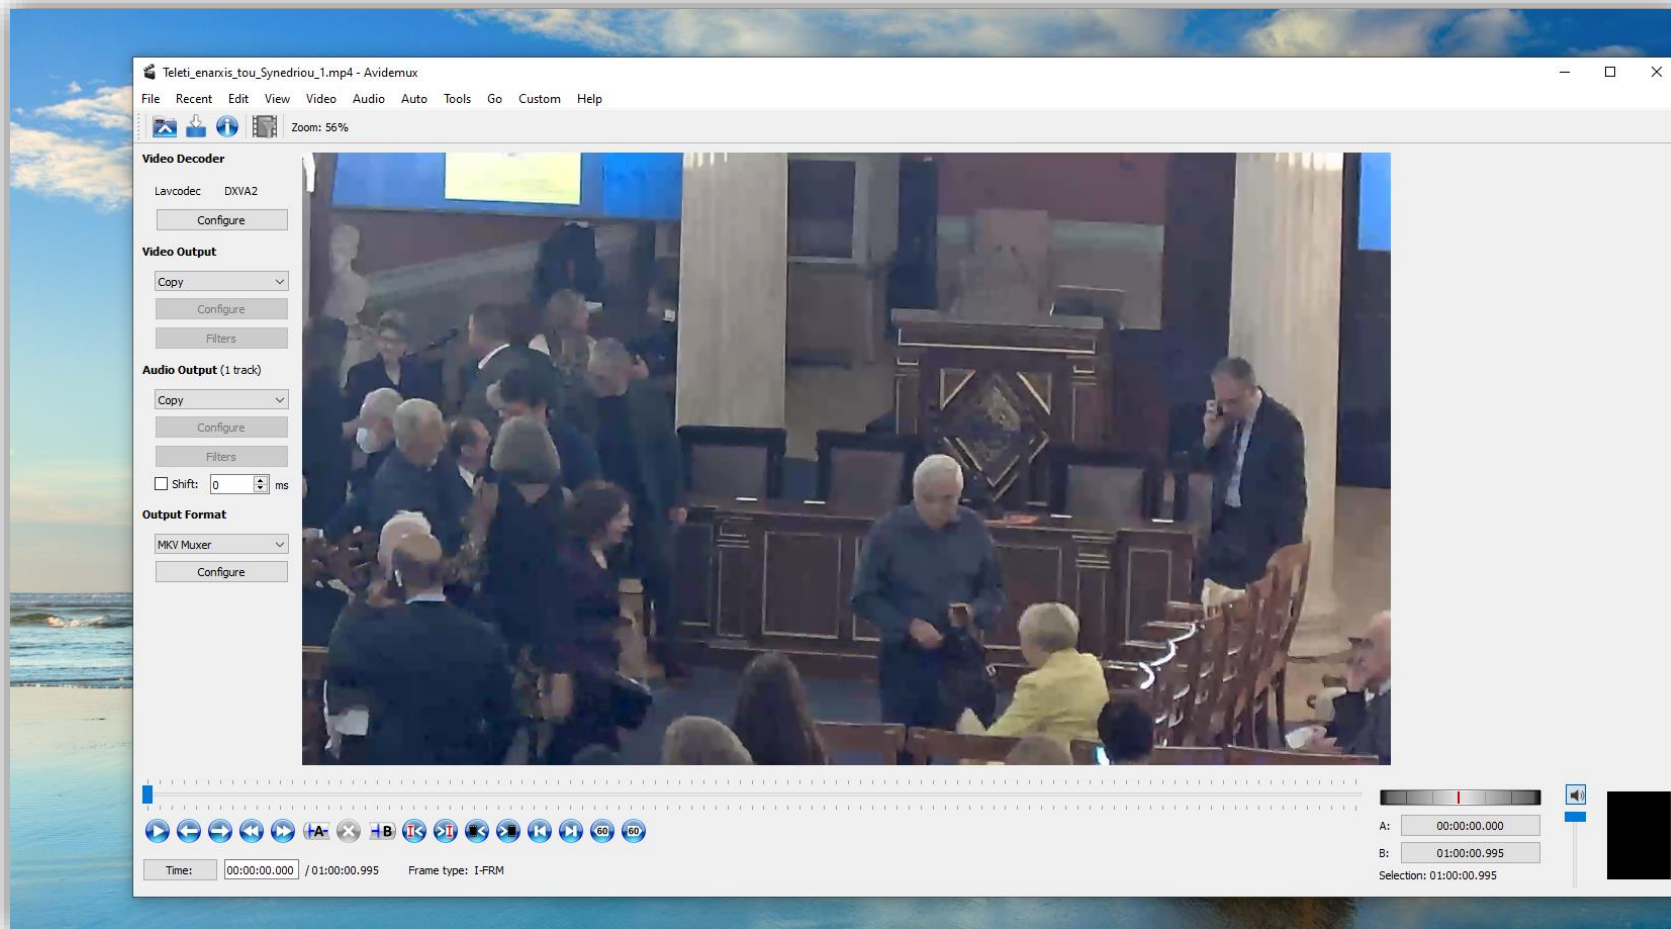 Teleti_enarxis_tou_Synedriou_1.mp4 - Avidemux
File Recent Edit View Video Audio Auto Tools Go Custom Help
Zoom: 56%
Video Decoder
Lavcodec DXVA2
Configure
Video Output
Copy
Configure
Filters
Audio Output (1 track)
Copy
Configure
Filters
Shift: 0 ms
Output Format
MKV Muxer
Configure
A B 60 60
A: 00:00:00.000
B: 01:00:00.995
Time: 00:00:00.000 / 01:00:00.995 Frame type: I-FRM
Selection: 01:00:00.995